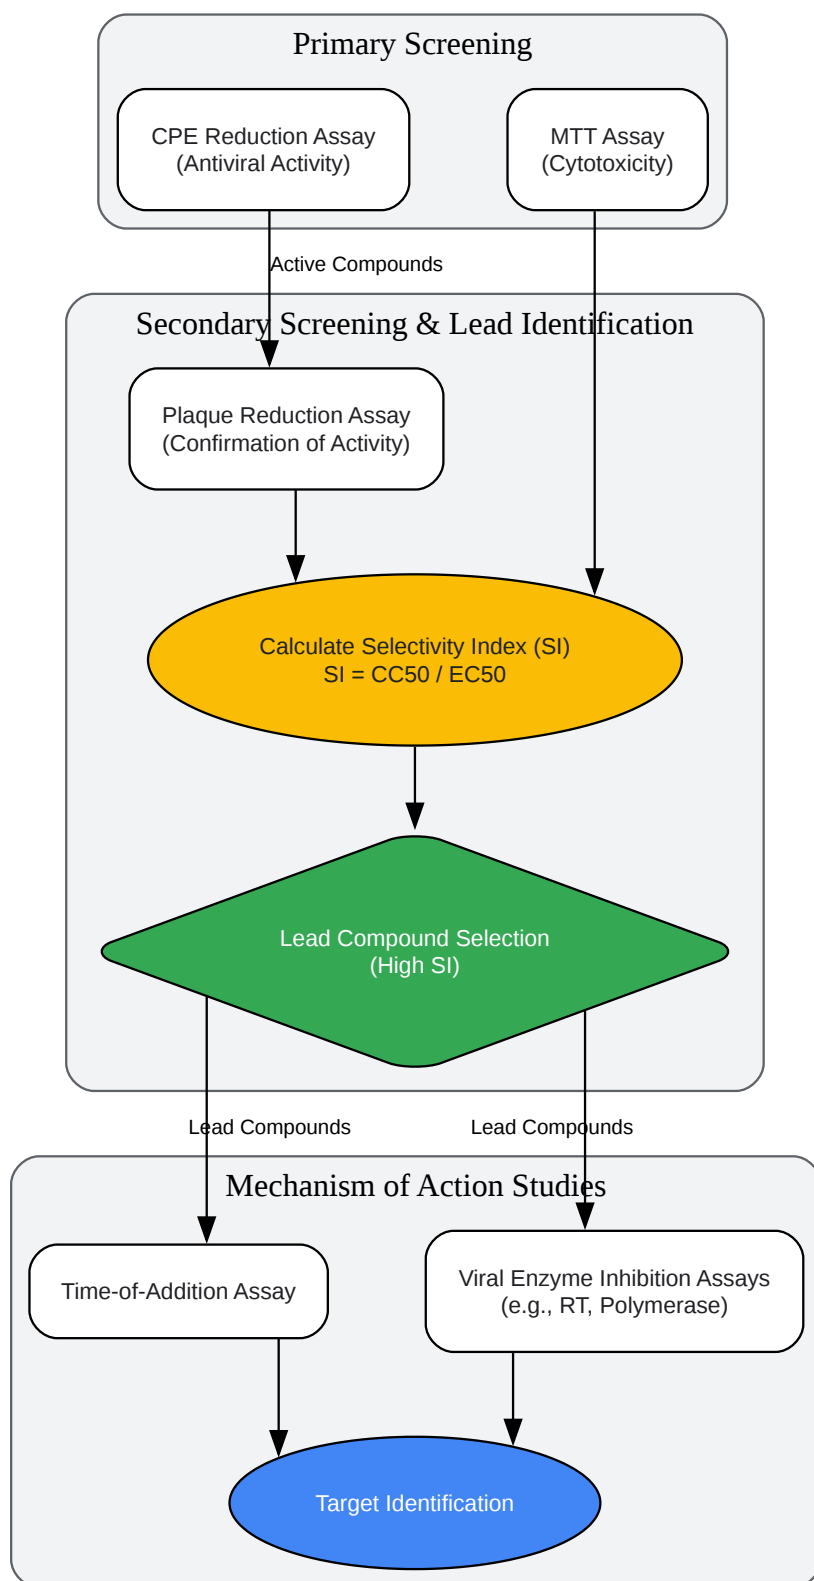 Primary Screening
CPE Reduction Assay
(Antiviral Activity)
MTT Assay
(Cytotoxicity)
Active Compounds
Secondary Screening & Lead Identification
Plaque Reduction Assay
(Confirmation of Activity)
Calculate Selectivity Index (SI)
SI = CC50 / EC50
Lead Compound Selection
(High SI)
Lead Compounds
Lead Compounds
Mechanism of Action Studies
Time-of-Addition Assay
Viral Enzyme Inhibition Assays
(e.g., RT, Polymerase)
Target Identification